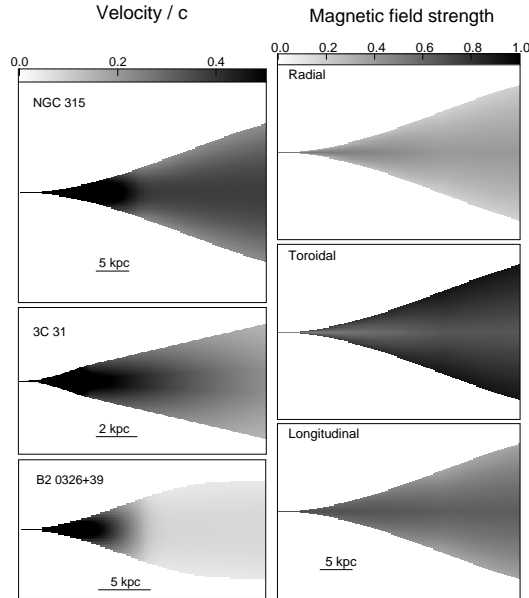 Velocity / c
0.0 0.2 0.4
NGC 315
5 kpc
3C 31
2 kpc
B2 0326+39
5 kpc
Magnetic field strength
0.0 0.2 0.4 0.6 0.8 1.0
Radial
Toroidal
Longitudinal
5 kpc